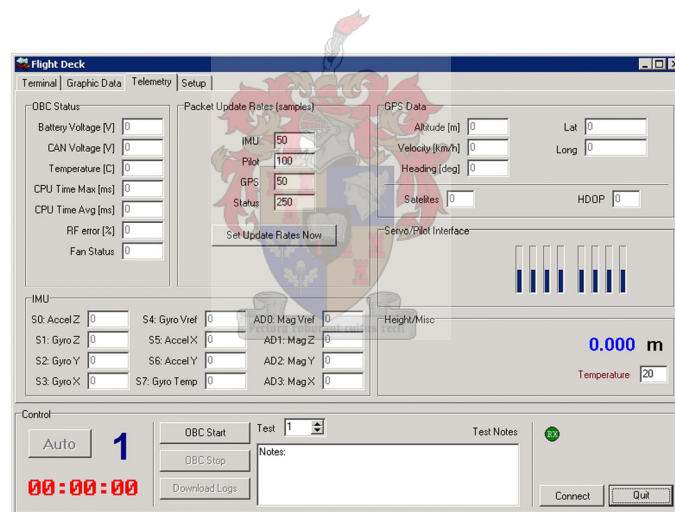 Flight Deck
Terminal Graphic Data Telemetry Setup
OBC Status
Battery Voltage [V] 0
CAN Voltage [V] 0
Temperature [C] 0
CPU Time Max [ms] 0
CPU Time Avg [ms] 0
RF error [%] 0
Fan Status 0
Packet Update Rates (samples)
IMU 50
Pilot 100
GPS 50
Status 250
Set Update Rates Now
GPS Data
Altitude [m] 0 Lat 0
Velocity [km/h] 0 Long 0
Heading [deg] 0
Satelites 0 HDOP 0
Servo/Pilot Interface
IMU
S0: Accel Z 0 S4: Gyro Vref 0 AD0: Mag Vref 0
S1: Gyro Z 0 S5: Accel X 0 AD1: Mag Z 0
S2: Gyro Y 0 S6: Accel Y 0 AD2: Mag Y 0
S3: Gyro X 0 S7: Gyro Temp 0 AD3: Mag X 0
Pectora roborant cultus recti
Height/Misc
0.000 m
Temperature 20
Control
Auto 1
00:00:00
OBC Start
OBC Stop
Download Logs
Test 1 Test Notes
Notes:
RX
Connect Quit